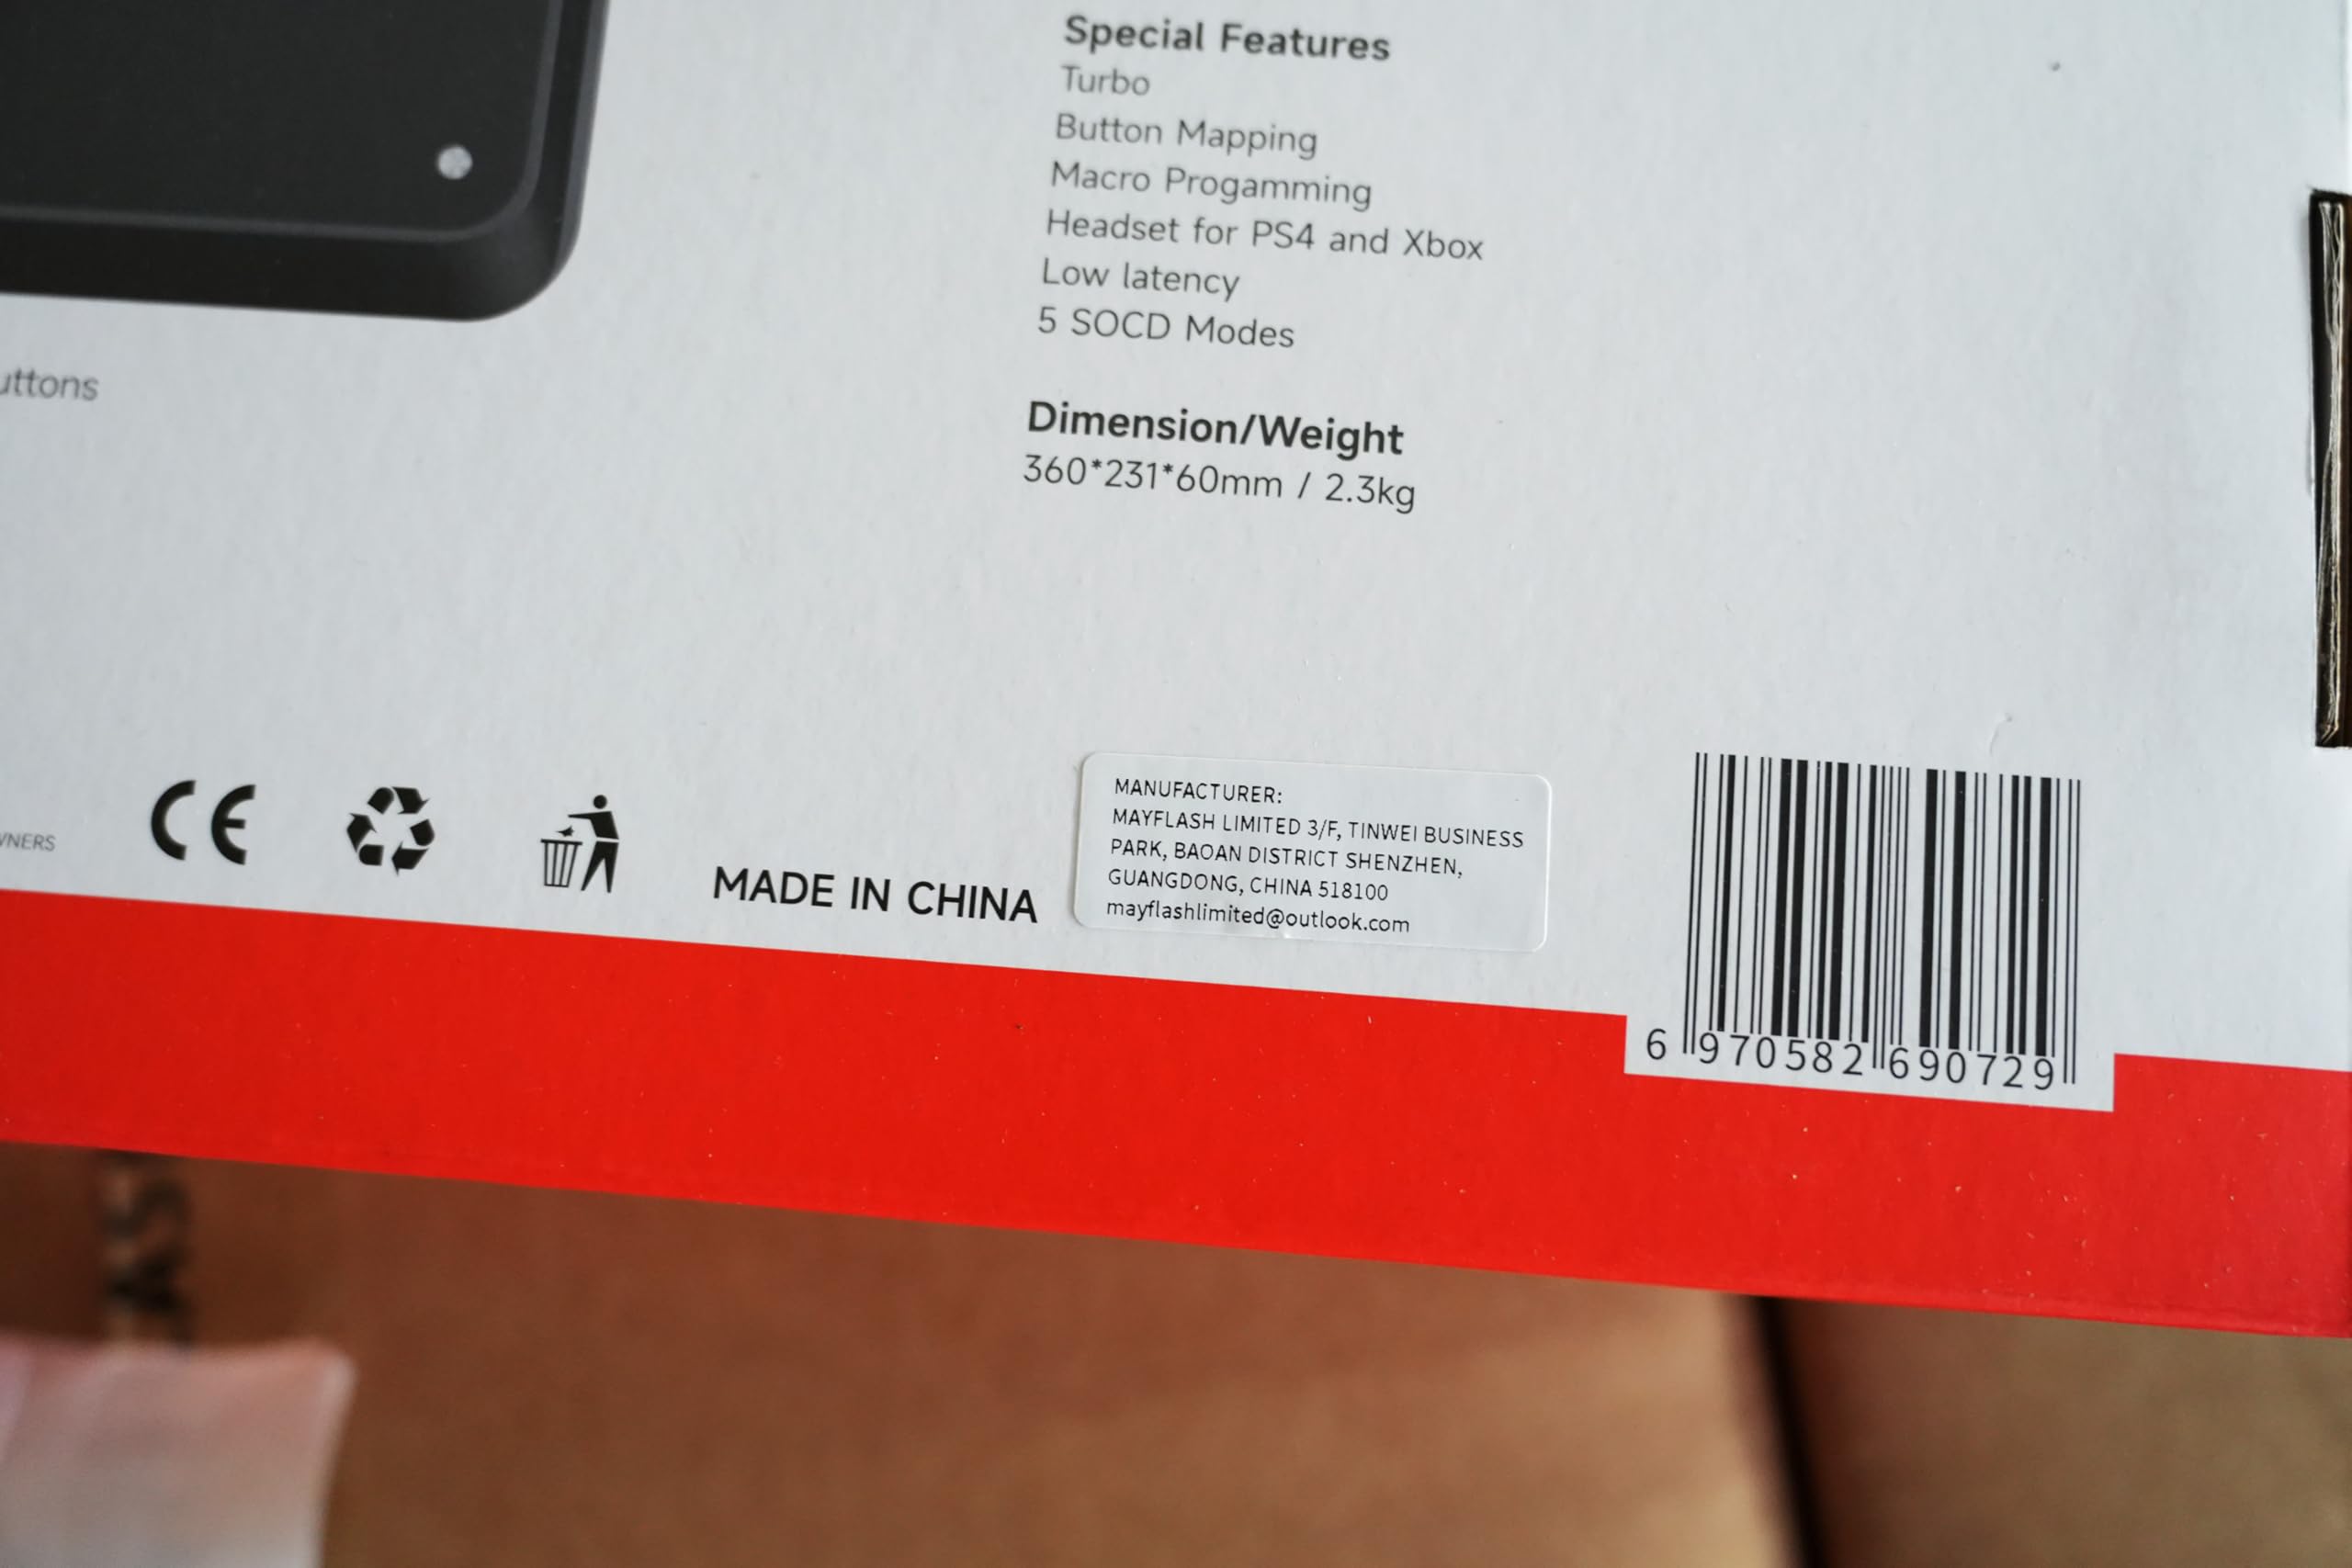 Special Features
Turbo
Button Mapping
Macro Progamming
Headset for PS4 and Xbox
Low latency
5 SOCD Modes
uttons
Dimension/Weight
360*231*60mm / 2.3kg
WNERS
CE
MADE IN CHINA
MANUFACTURER:
MAYFLASH LIMITED 3/F, TINWEI BUSINESS
PARK, BAOAN DISTRICT SHENZHEN,
GUANGDONG, CHINA 518100
mayflashlimited@outlook.com
6 970582 690729